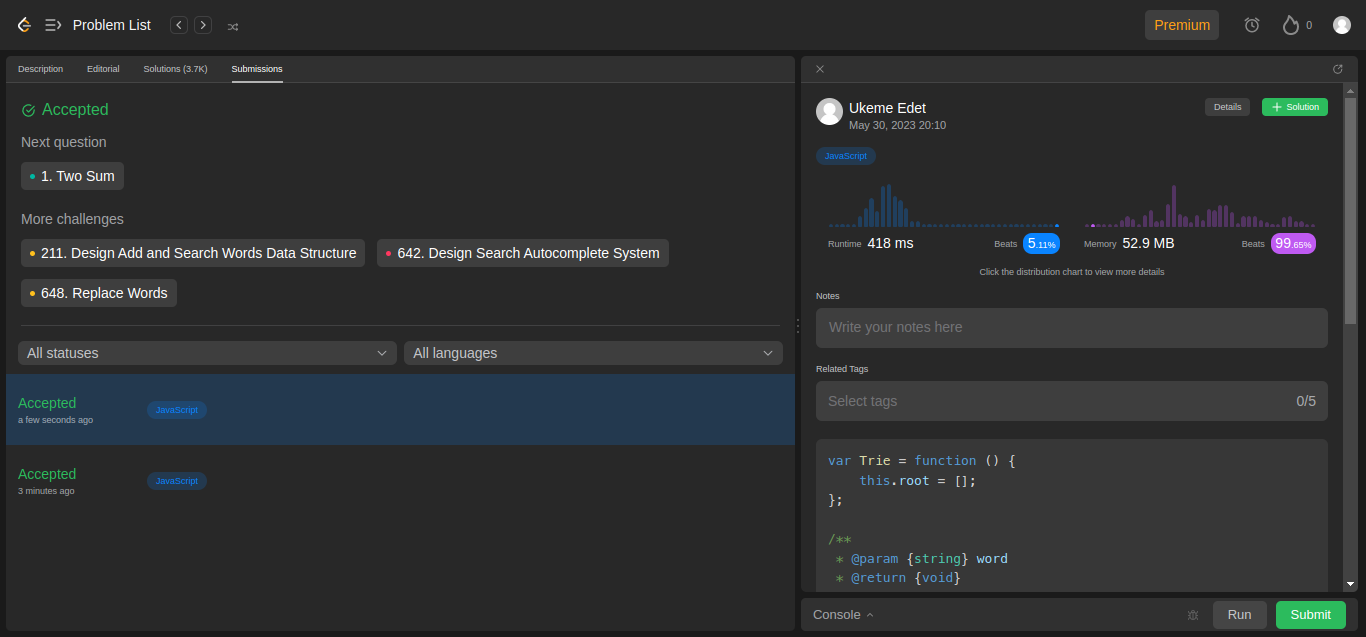 Problem List
Premium
0
Description Editorial Solutions (3.7K) Submissions
Accepted
Next question
1. Two Sum
More challenges
211. Design Add and Search Words Data Structure
642. Design Search Autocomplete System
648. Replace Words
All statuses
All languages
Accepted
a few seconds ago
JavaScript
Accepted
3 minutes ago
JavaScript
Ukeme Edet
May 30, 2023 20:10
Details
Solution
JavaScript
Runtime 418 ms Beats 5.11%
Memory 52.9 MB Beats 99.65%
Click the distribution chart to view more details
Notes
Write your notes here
Related Tags
Select tags 0/5
var Trie = function () {
    this.root = [];
};
/**
 * @param {string} word
 * @return {void}
Console
Run
Submit